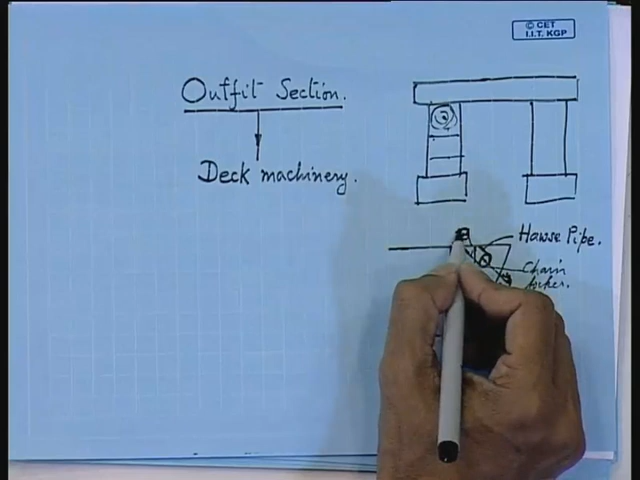 © CET
I.I.T. KGP
Outfit Section.
Deck machinery.
Hawse Pipe.
Chain
locker.